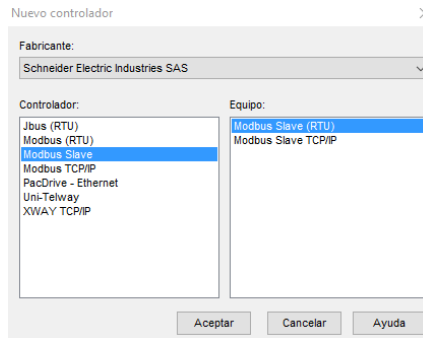 Nuevo controlador
Fabricante:
Schneider Electric Industries SAS
Controlador:
Jbus (RTU)
Modbus (RTU)
Modbus Slave
Modbus TCP/IP
PacDrive - Ethernet
Uni-Telway
XWAY TCP/IP
Equipo:
Modbus Slave (RTU)
Modbus Slave TCP/IP
Aceptar Cancelar Ayuda